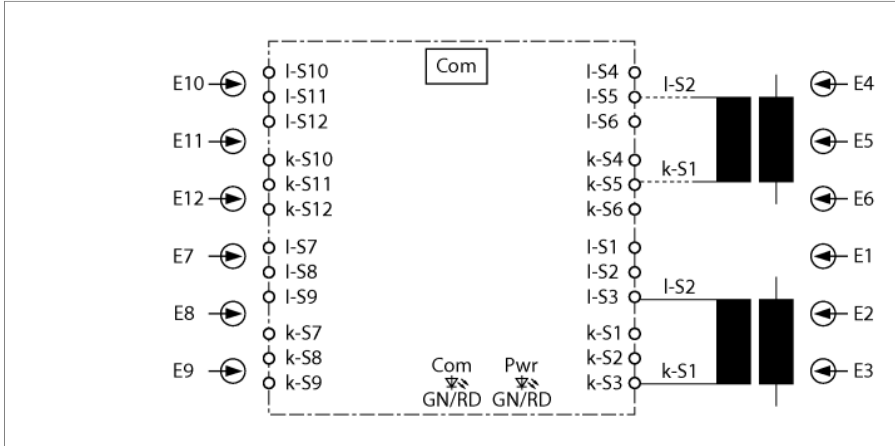 Com
E10
l-S10
l-S11
l-S12
E11
k-S10
k-S11
E12
k-S12
E7
l-S7
l-S8
l-S9
E8
k-S7
k-S8
E9
k-S9
Com
GN/RD
Pwr
GN/RD
l-S4
l-S5
l-S6
k-S4
k-S5
k-S6
l-S1
l-S2
l-S3
k-S1
k-S2
k-S3
l-S2
k-S1
l-S2
k-S1
E4
E5
E6
E1
E2
E3